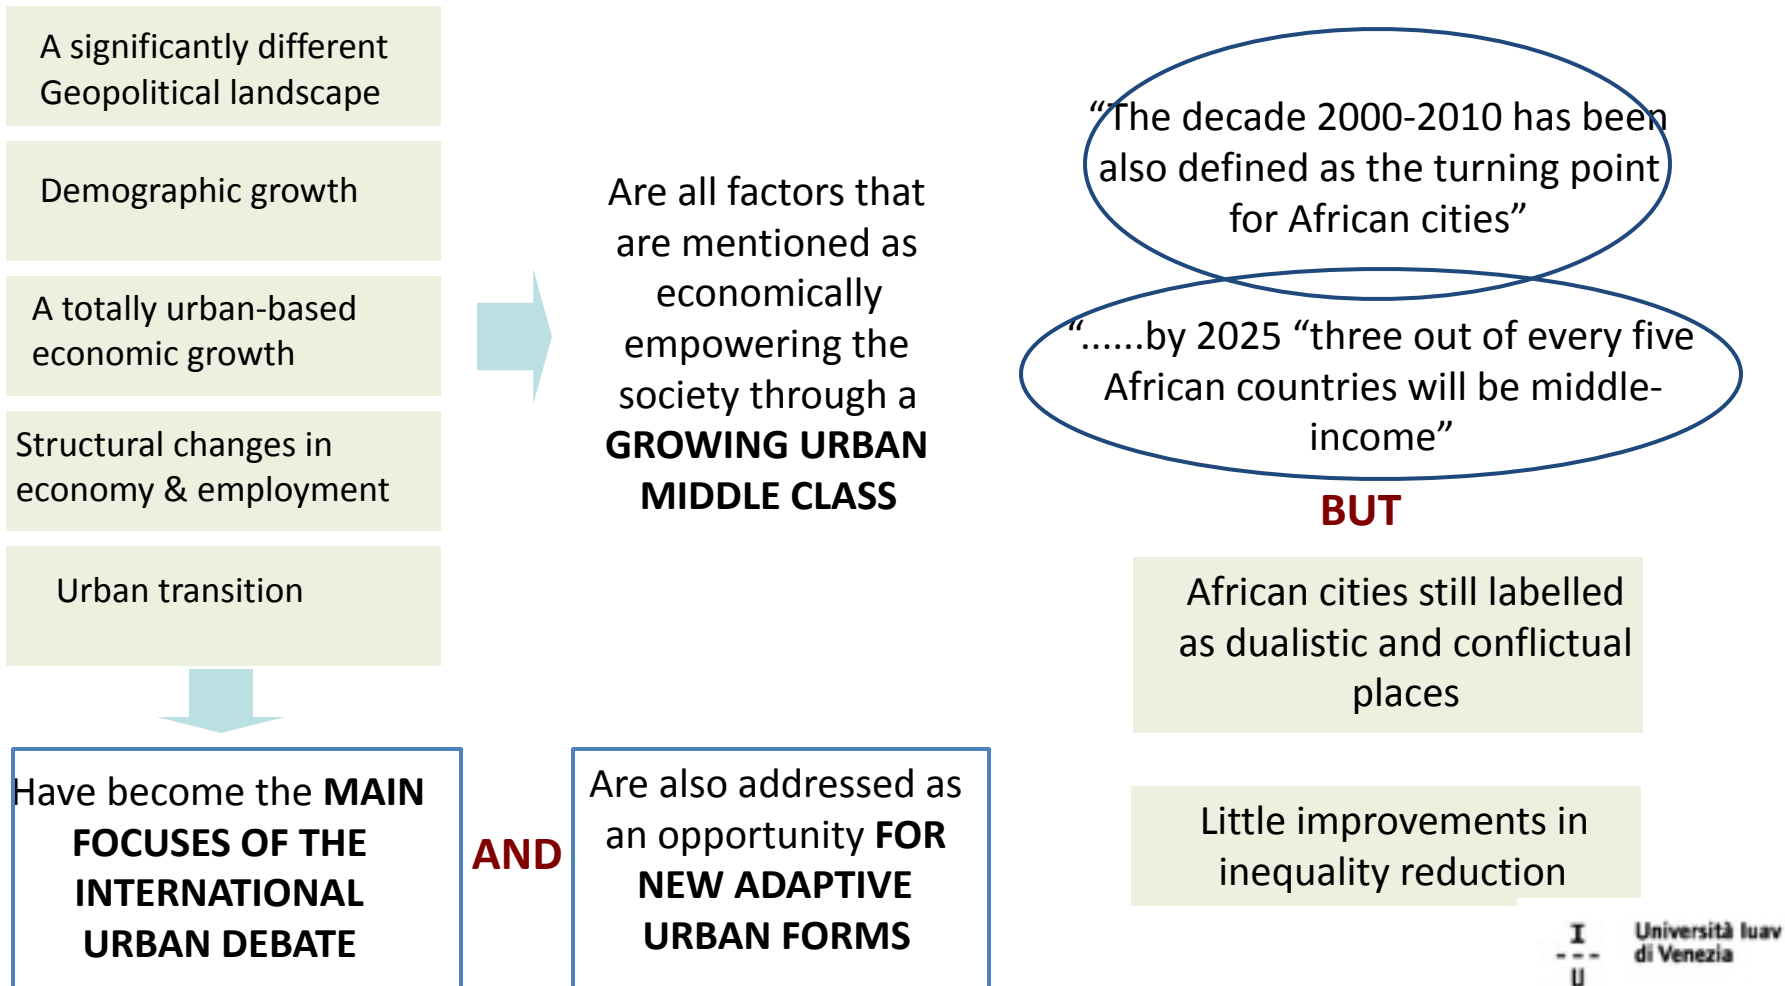 A significantly different
Geopolitical landscape
Demographic growth
A totally urban-based
economic growth
Structural changes in
economy & employment
Urban transition
Are all factors that
are mentioned as
economically
empowering the
society through a
GROWING URBAN
MIDDLE CLASS
“The decade 2000-2010 has been
also defined as the turning point
for African cities”
“......by 2025 “three out of every five
African countries will be middle-
income”
BUT
African cities still labelled
as dualistic and conflictual
places
Little improvements in
inequality reduction
Have become the MAIN
FOCUSES OF THE
INTERNATIONAL
URBAN DEBATE
AND
Are also addressed as
an opportunity FOR
NEW ADAPTIVE
URBAN FORMS
I
---
U
Università Iuav
di Venezia